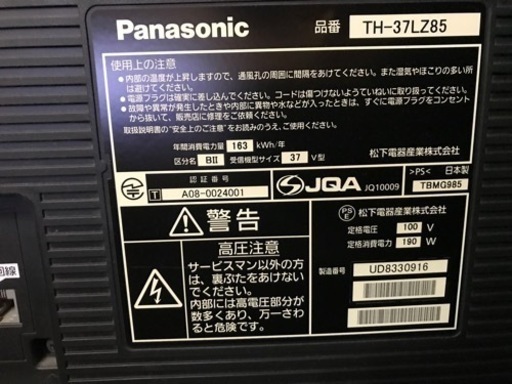 Panasonic 品番 TH-37LZ85
使用上の注意
●内部の温度が上昇しますので、通風孔の周囲に間隔をあけてください。また湿気やほこりの多い所
は避けてください。
●電源プラグは確実に差し込んでください。コードは傷つけないようていねいに取り扱ってください。
●故障や異常が発生したときや内部に異物や水などが入ったときは、すぐに電源プラグをコンセント
から抜いて、販売店に修理をご依頼ください。
取扱説明書の"安全上のご注意"をお読みのうえ、ご使用ください。
年間消費電力量 163 kWh/年
区分名 BII 受信機型サイズ 37 V型
松下電器産業株式会社
認証番号
T A08-0024001
JQA JQ10009
>PS< 日本製
TBMG985
警告
高圧注意
サービスマン以外の方は、
裏ぶたをあけないで
ください。
内部には高電圧部分が
数多くあり、万一さわる
と危険です。
PS E 松下電器産業株式会社
定格電圧 100 V
定格消費電力 190 W
製造番号 UD8330916
回線